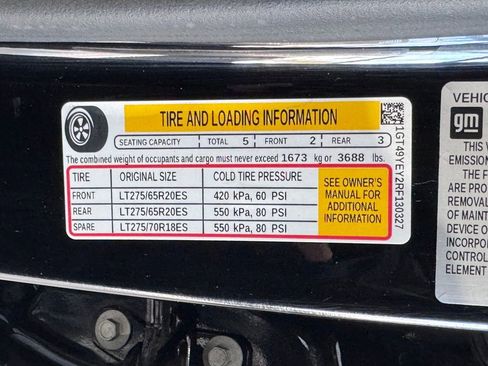 TIRE AND LOADING INFORMATION
SEATING CAPACITY TOTAL 5 FRONT 2 REAR 3
The combined weight of occupants and cargo must never exceed 1673 kg or 3688 lbs.
TIRE ORIGINAL SIZE COLD TIRE PRESSURE
FRONT LT275/65R20ES 420 kPa, 60 PSI
REAR LT275/65R20ES 550 kPa, 80 PSI
SPARE LT275/70R18ES 550 kPa, 80 PSI
SEE OWNER'S
MANUAL FOR
ADDITIONAL
INFORMATION
1GT49YEY2RF130327
VEHIC
gm
THIS
EMISSION
THE F
ARE PRO
REMOVAL
OF MAINT
DEVICE O
INCORPOR
CONTROL
ELEMENT